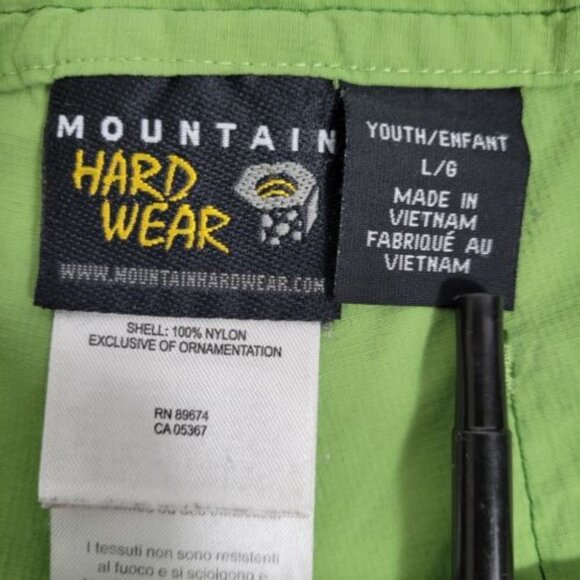 MOUNTAIN
HARD
WEAR
WWW.MOUNTAINHARDWEAR.COM
YOUTH/ENFANT
L/G
MADE IN
VIETNAM
FABRIQUÉ AU
VIETNAM
SHELL: 100% NYLON
EXCLUSIVE OF ORNAMENTATION
RN 89674
CA 05367
I tessuti non sono resistenti
al fuoco e si sciolgono e